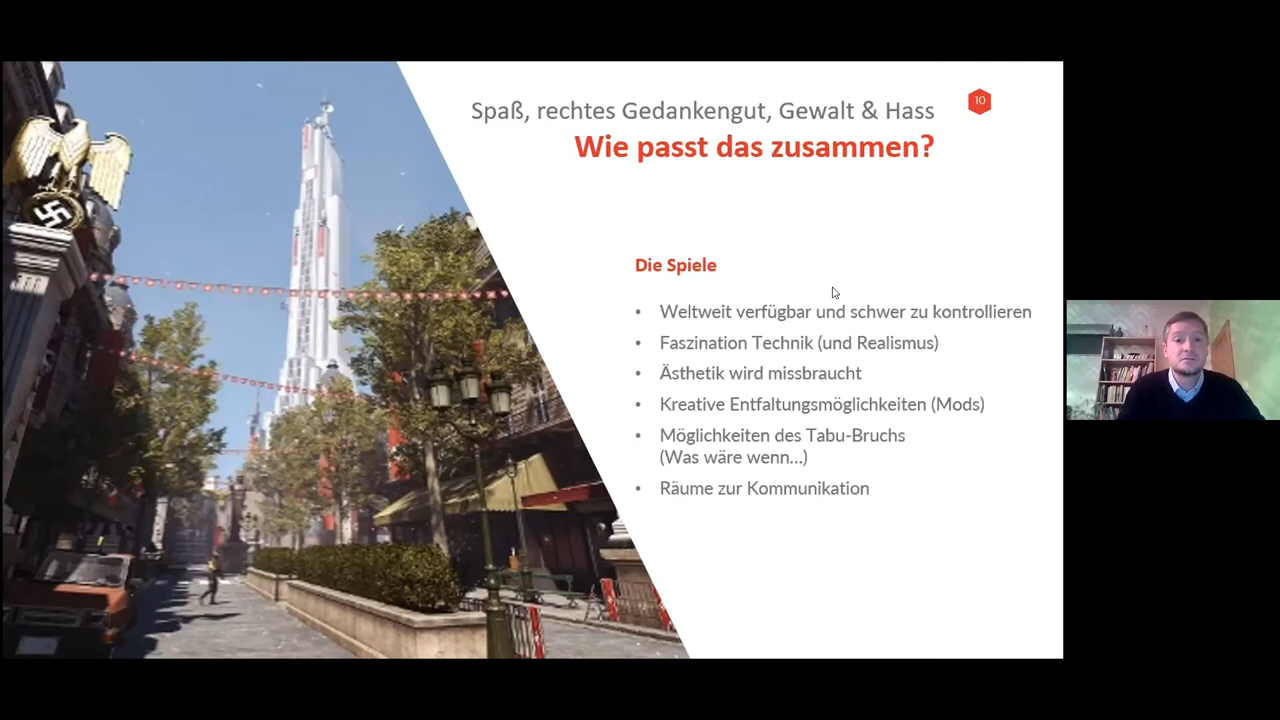 Spaß, rechtes Gedankengut, Gewalt & Hass
10
Wie passt das zusammen?
Die Spiele
• Weltweit verfügbar und schwer zu kontrollieren
• Faszination Technik (und Realismus)
• Ästhetik wird missbraucht
• Kreative Entfaltungsmöglichkeiten (Mods)
• Möglichkeiten des Tabu-Bruchs
(Was wäre wenn...)
• Räume zur Kommunikation